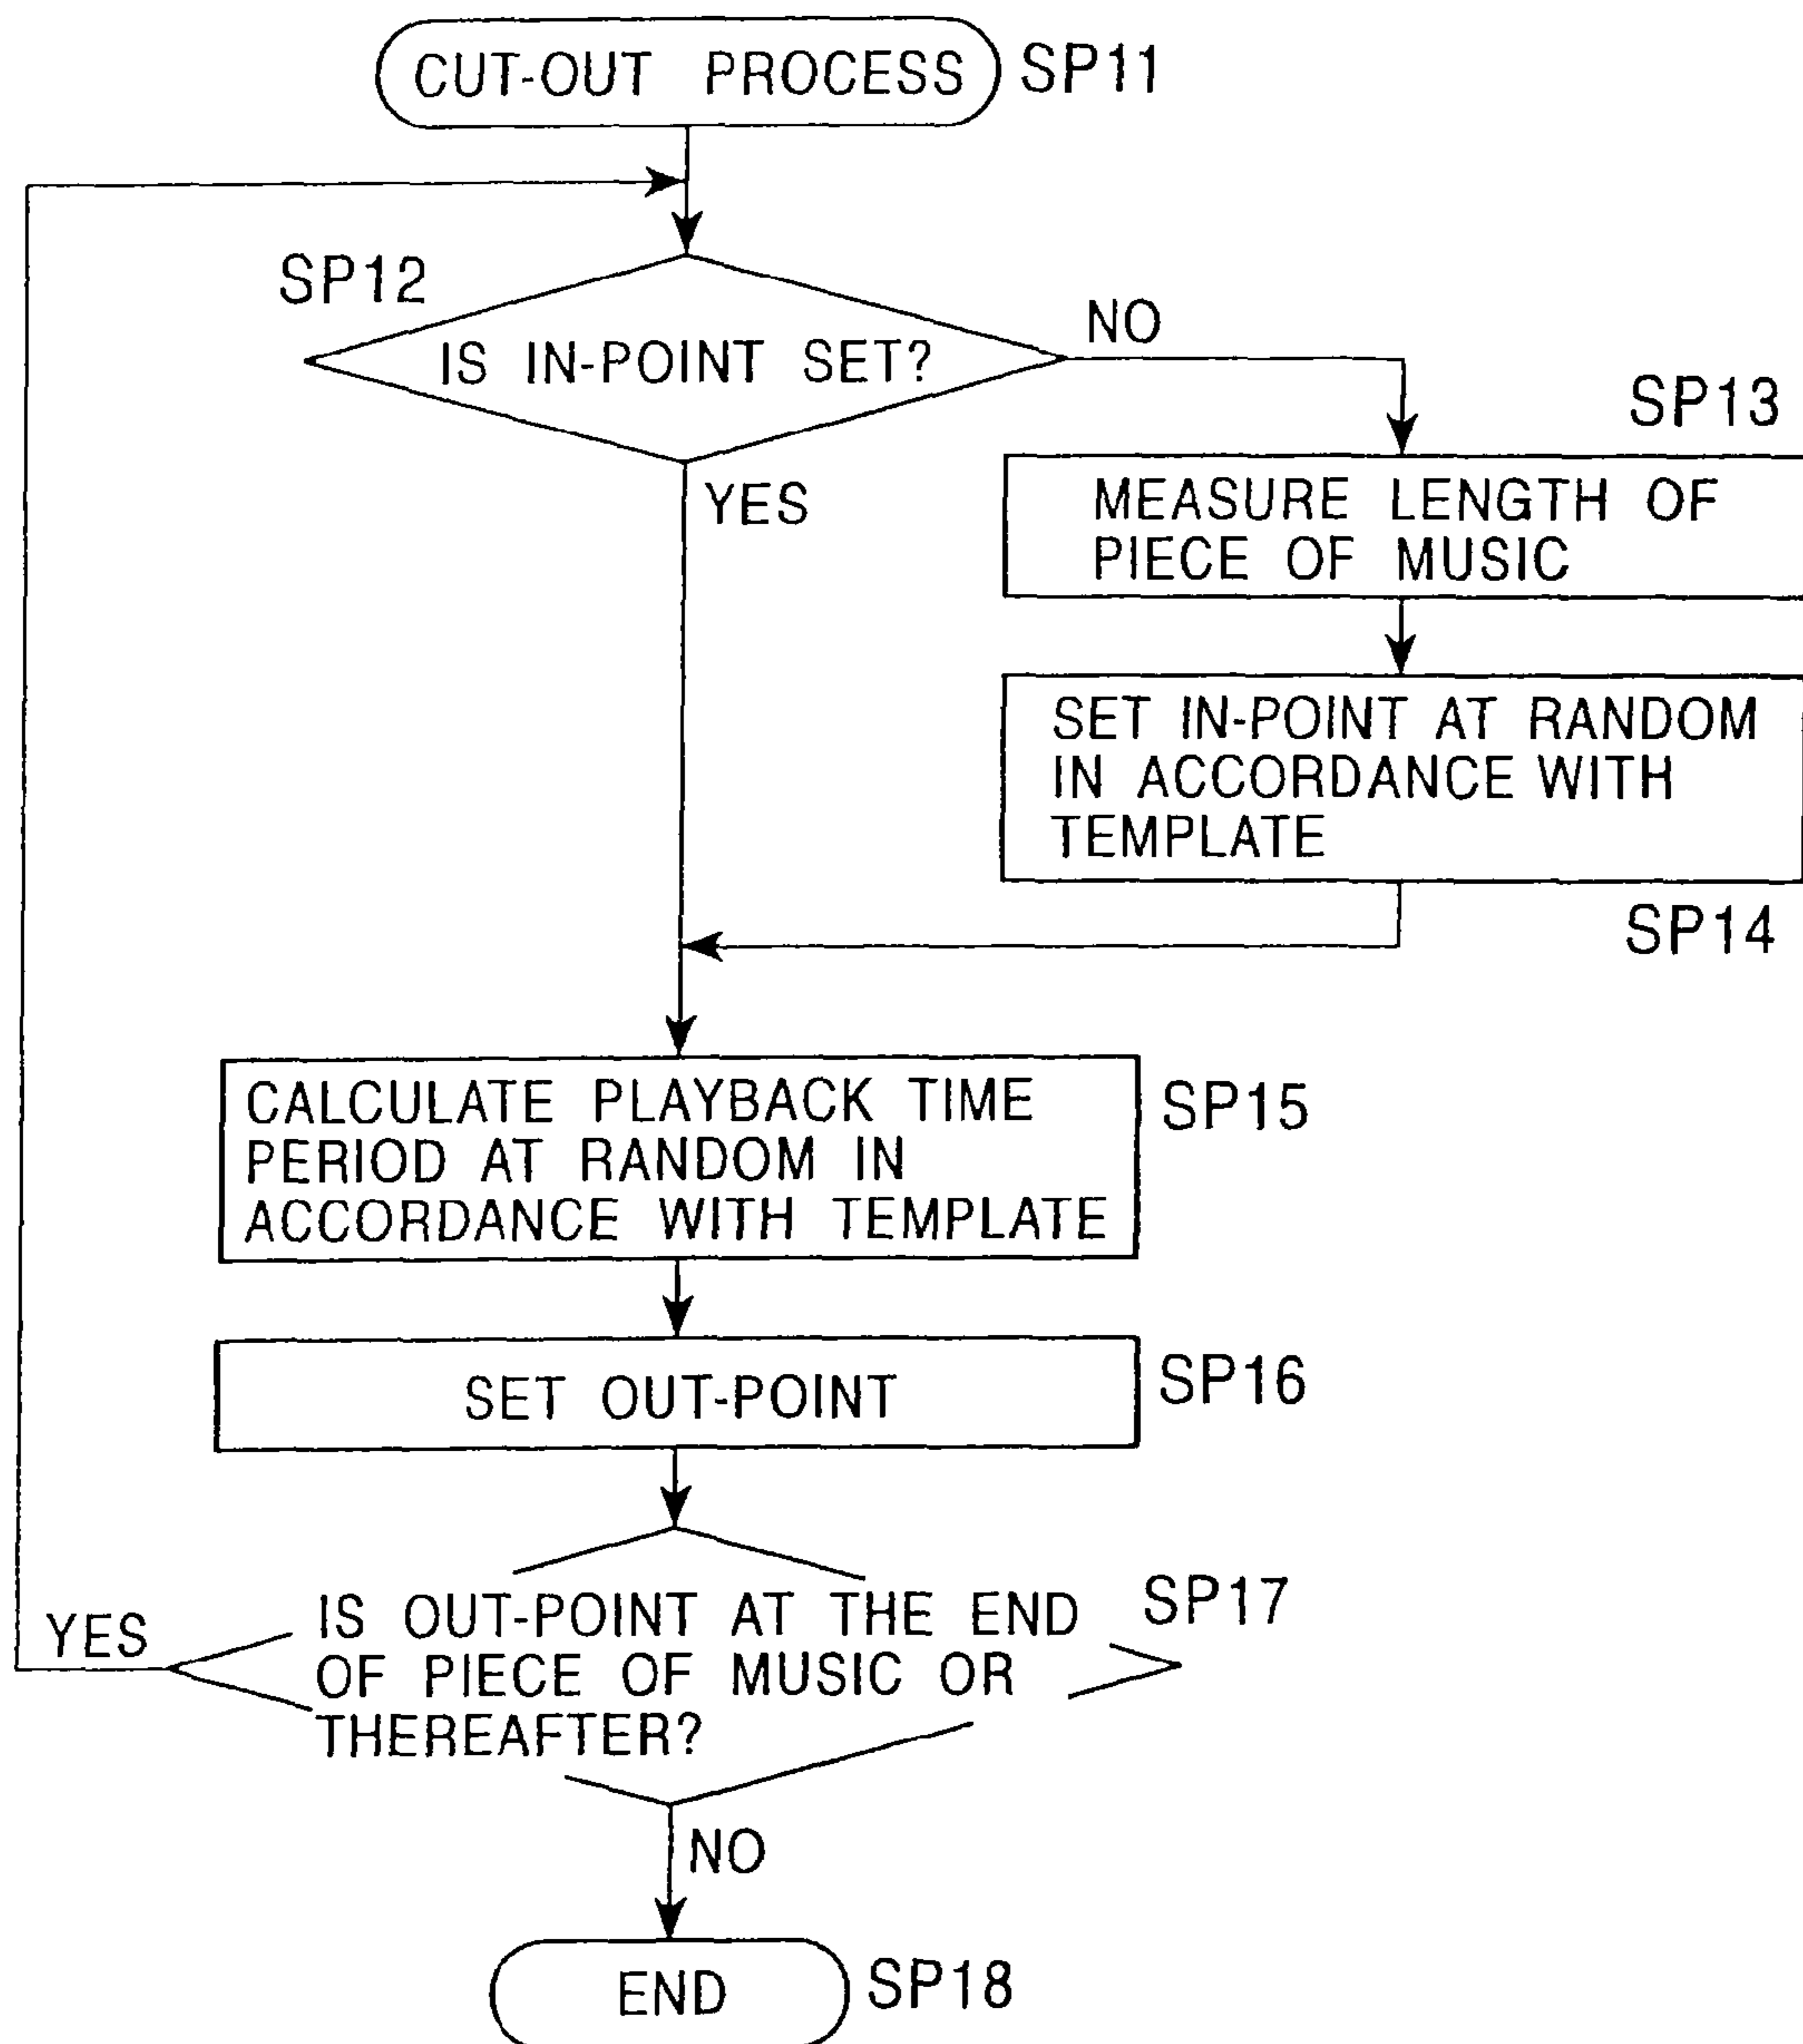 CUT-OUT PROCESS
SP11
SP12
IS IN-POINT SET?
NO
YES
SP13
MEASURE LENGTH OF
PIECE OF MUSIC
SET IN-POINT AT RANDOM
IN ACCORDANCE WITH
TEMPLATE
SP14
CALCULATE PLAYBACK TIME
PERIOD AT RANDOM IN
ACCORDANCE WITH TEMPLATE
SP15
SET OUT-POINT
SP16
IS OUT-POINT AT THE END
OF PIECE OF MUSIC OR
THEREAFTER?
SP17
YES
NO
END
SP18